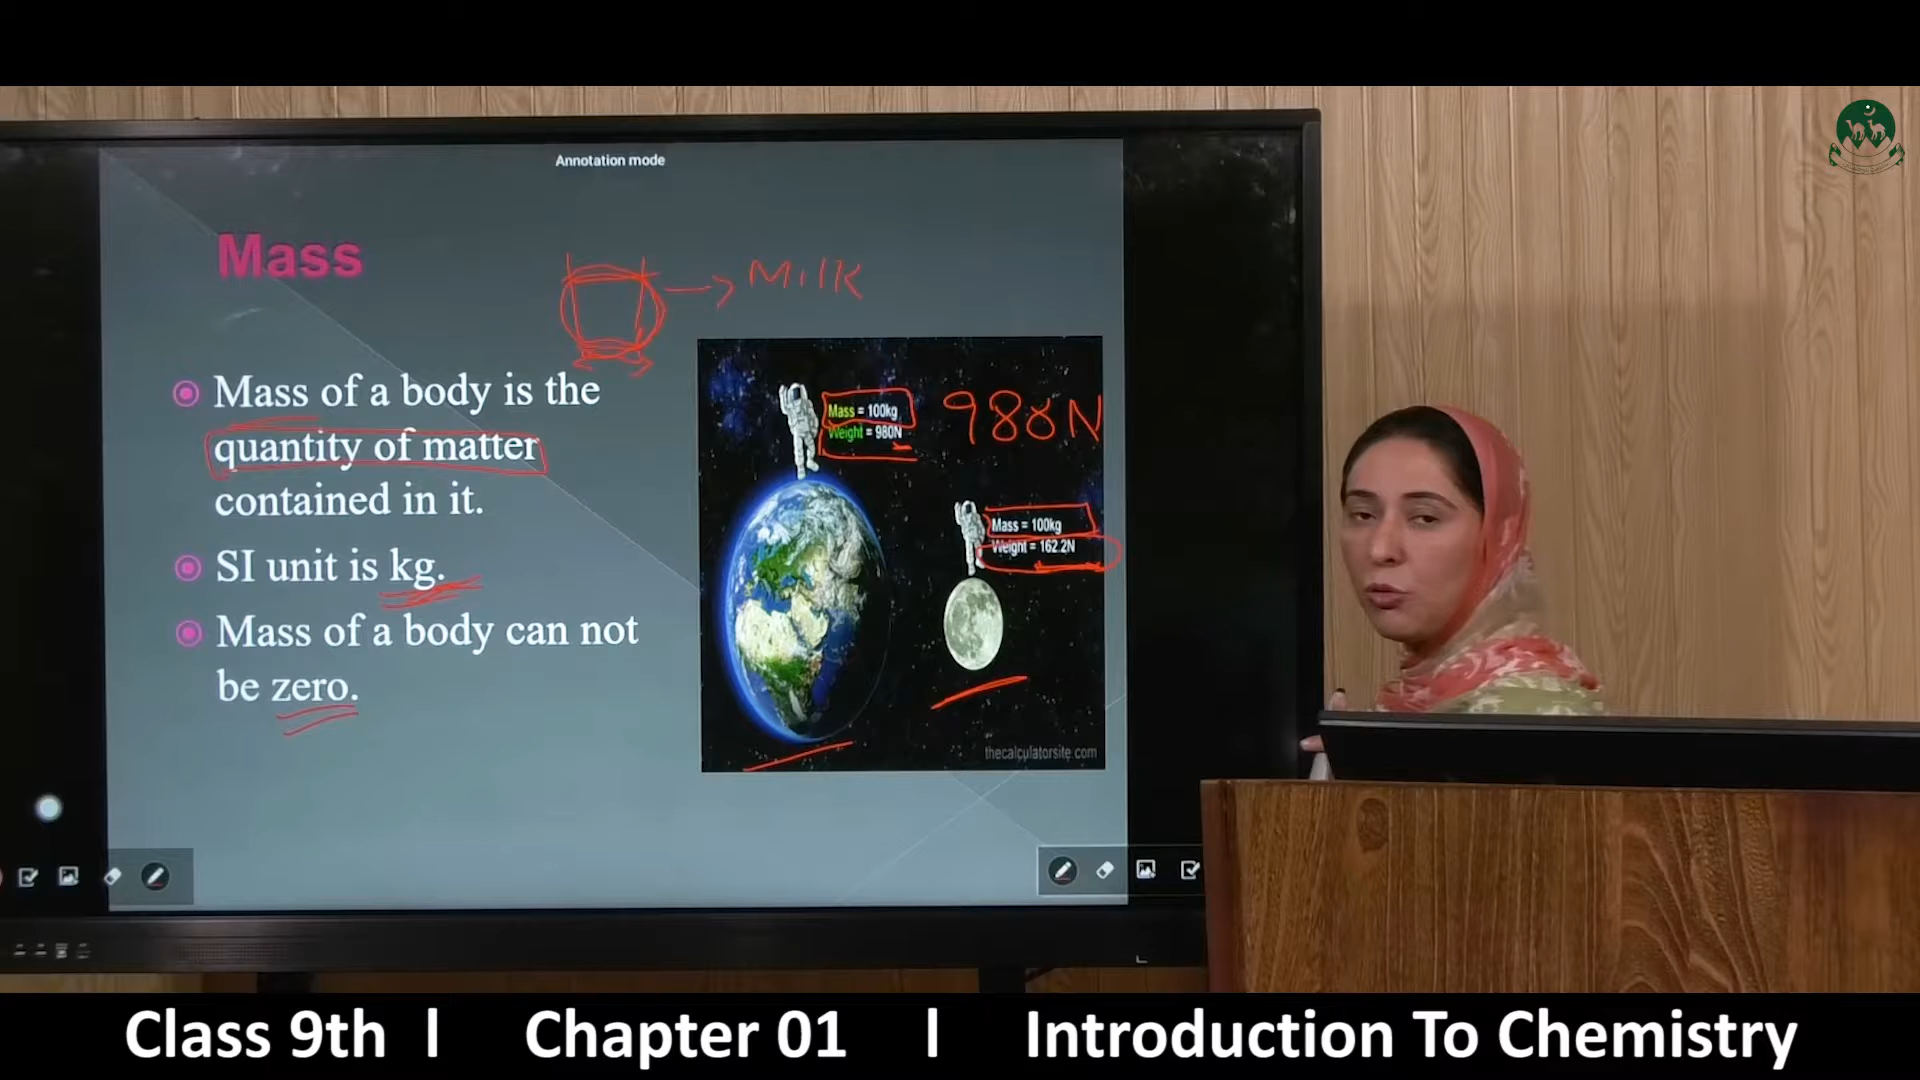 Annotation mode
Mass
Milk
Mass of a body is the
quantity of matter
contained in it.
SI unit is kg.
Mass of a body can not
be zero.
Mass = 100kg
Weight = 980N
980N
Mass = 100kg
Weight = 162.2N
thecalculatorsite.com
Class 9th l Chapter 01 l Introduction To Chemistry